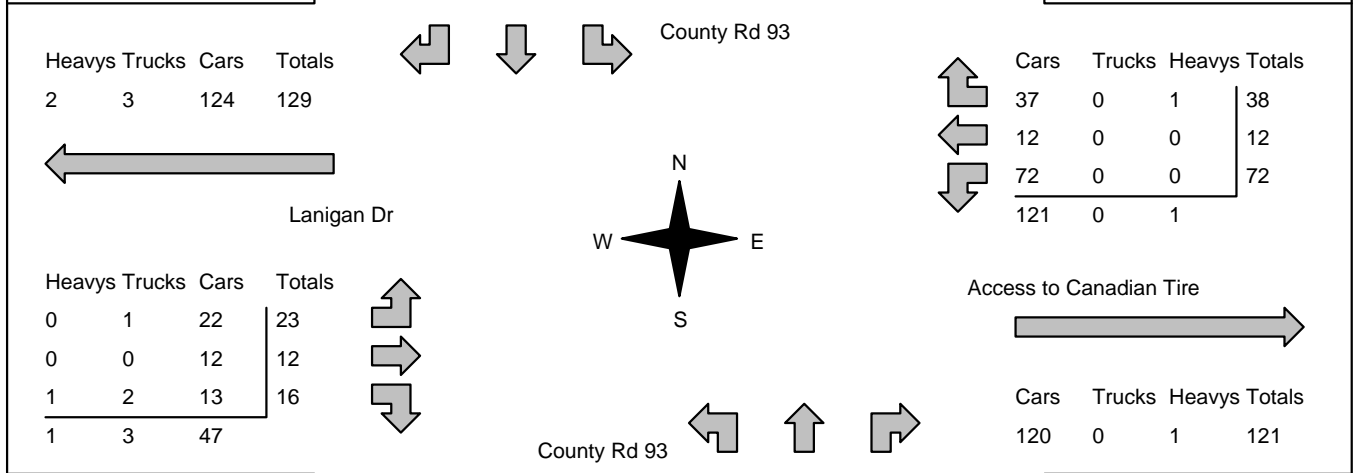 County Rd 93
Heavys Trucks Cars Totals
2 3 124 129
Cars Trucks Heavys Totals
37 0 1 38
12 0 0 12
72 0 0 72
121 0 1
Lanigan Dr
N
W E
S
Heavys Trucks Cars Totals
0 1 22 23
0 0 12 12
1 2 13 16
1 3 47
Access to Canadian Tire
Cars Trucks Heavys Totals
120 0 1 121
County Rd 93